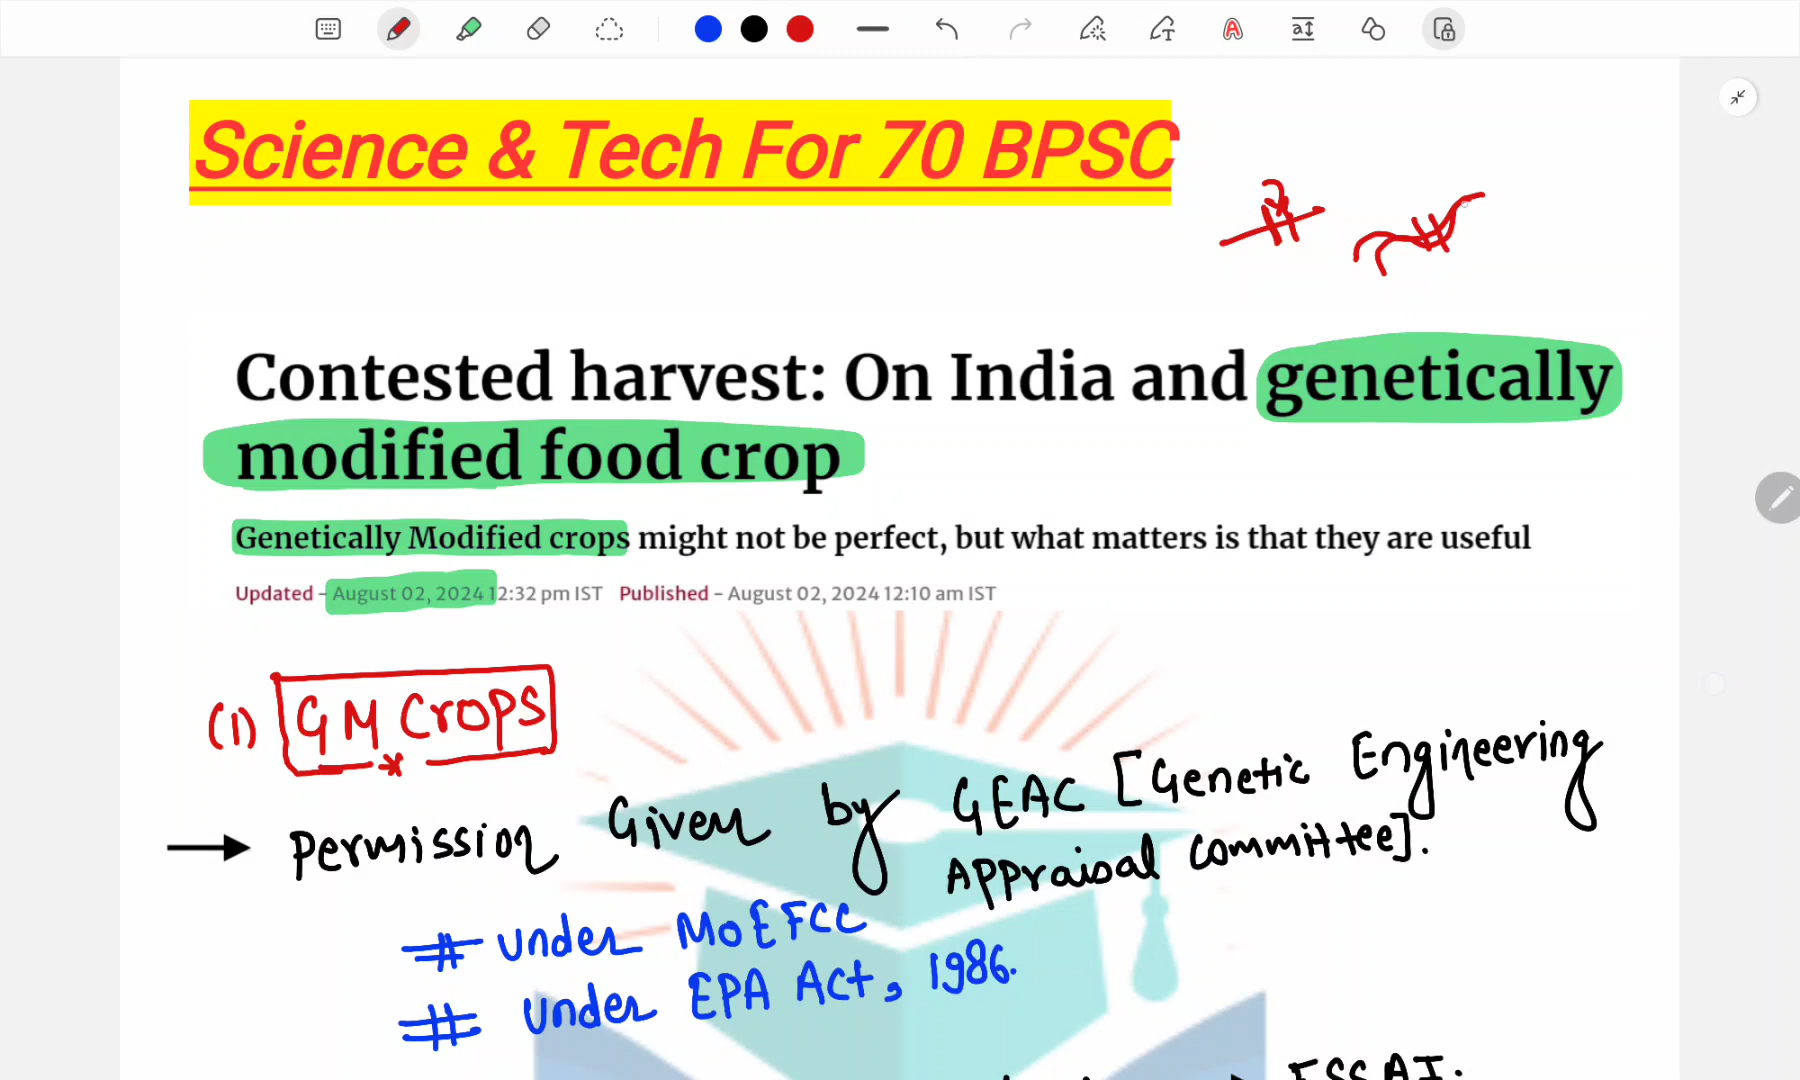 Science & Tech For 70 BPSC
Contested harvest: On India and genetically
modified food crop
Genetically Modified crops might not be perfect, but what matters is that they are useful
Updated - August 02, 2024 12:32 pm IST Published - August 02, 2024 12:10 am IST
(1) GM Crops
→ Permission Given by GEAC [Genetic Engineering
Appraisal Committee].
# Under MoEFCC
# Under EPA Act, 1986.
FSSAI.